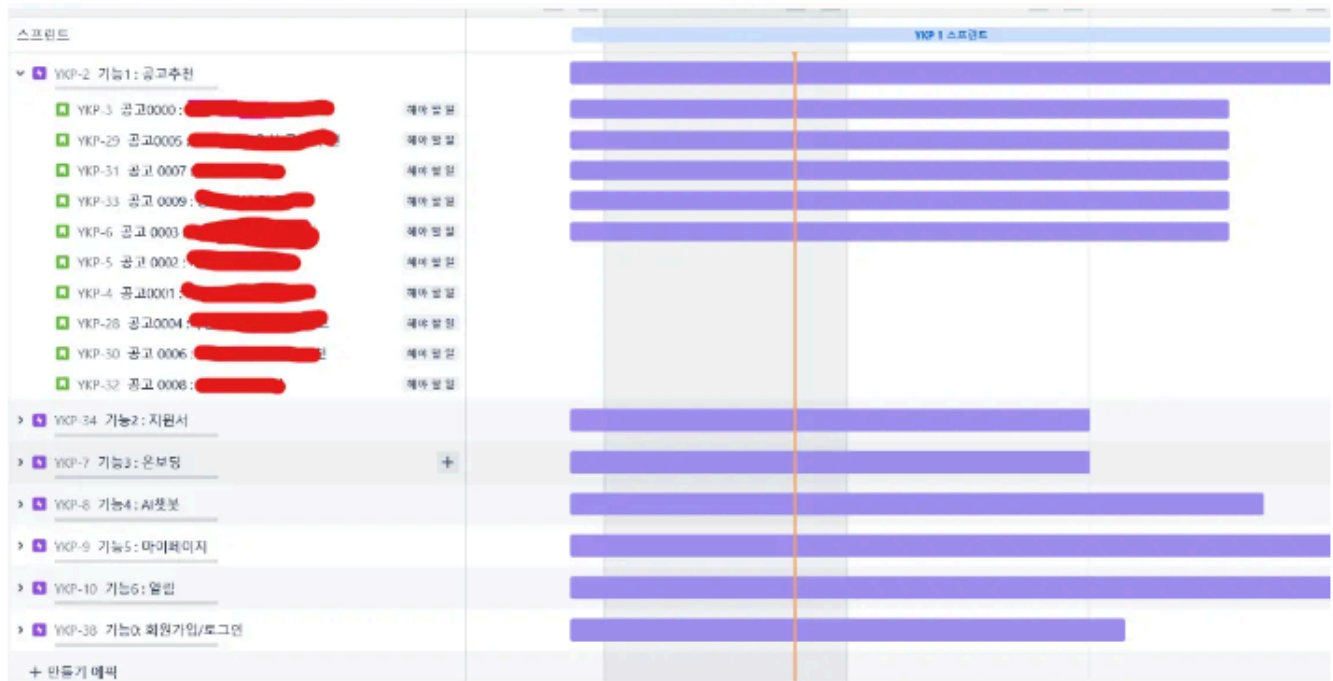 스프린트
YKP 1 스프린트
YKP-2 기능1 : 공고추천
YKP-3 공고0000 : 해야 할 일
YKP-29 공고0005 : 해야 할 일
YKP-31 공고 0007 해야 할 일
YKP-33 공고 0009 : 해야 할 일
YKP-6 공고 0003 해야 할 일
YKP-5 공고 0002 : 해야 할 일
YKP-4 공고0001 : 해야 할 일
YKP-28 공고0004 : 해야 할 일
YKP-30 공고 0006 : 해야 할 일
YKP-32 공고 0008 : 해야 할 일
YKP-34 기능2 : 지원서
YKP-7 기능3 : 온보딩
YKP-8 기능4 : AI챗봇
YKP-9 기능5 : 마이페이지
YKP-10 기능6 : 알림
YKP-38 기능0: 회원가입/로그인
+ 만들기 에픽